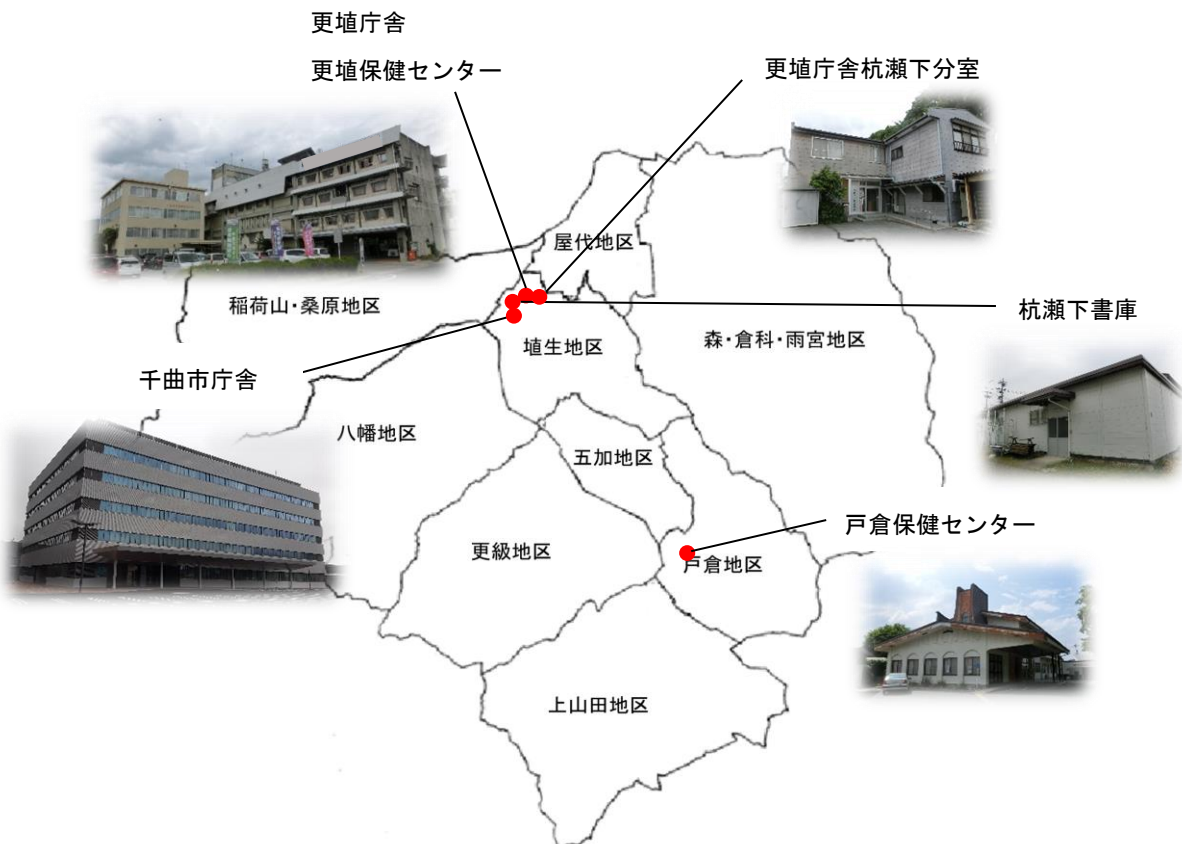 更埴庁舎
更埴保健センター
更埴庁舎杭瀬下分室
屋代地区
稲荷山・桑原地区
杭瀬下書庫
埴生地区
森・倉科・雨宮地区
千曲市庁舎
八幡地区
五加地区
戸倉保健センター
更級地区
戸倉地区
上山田地区